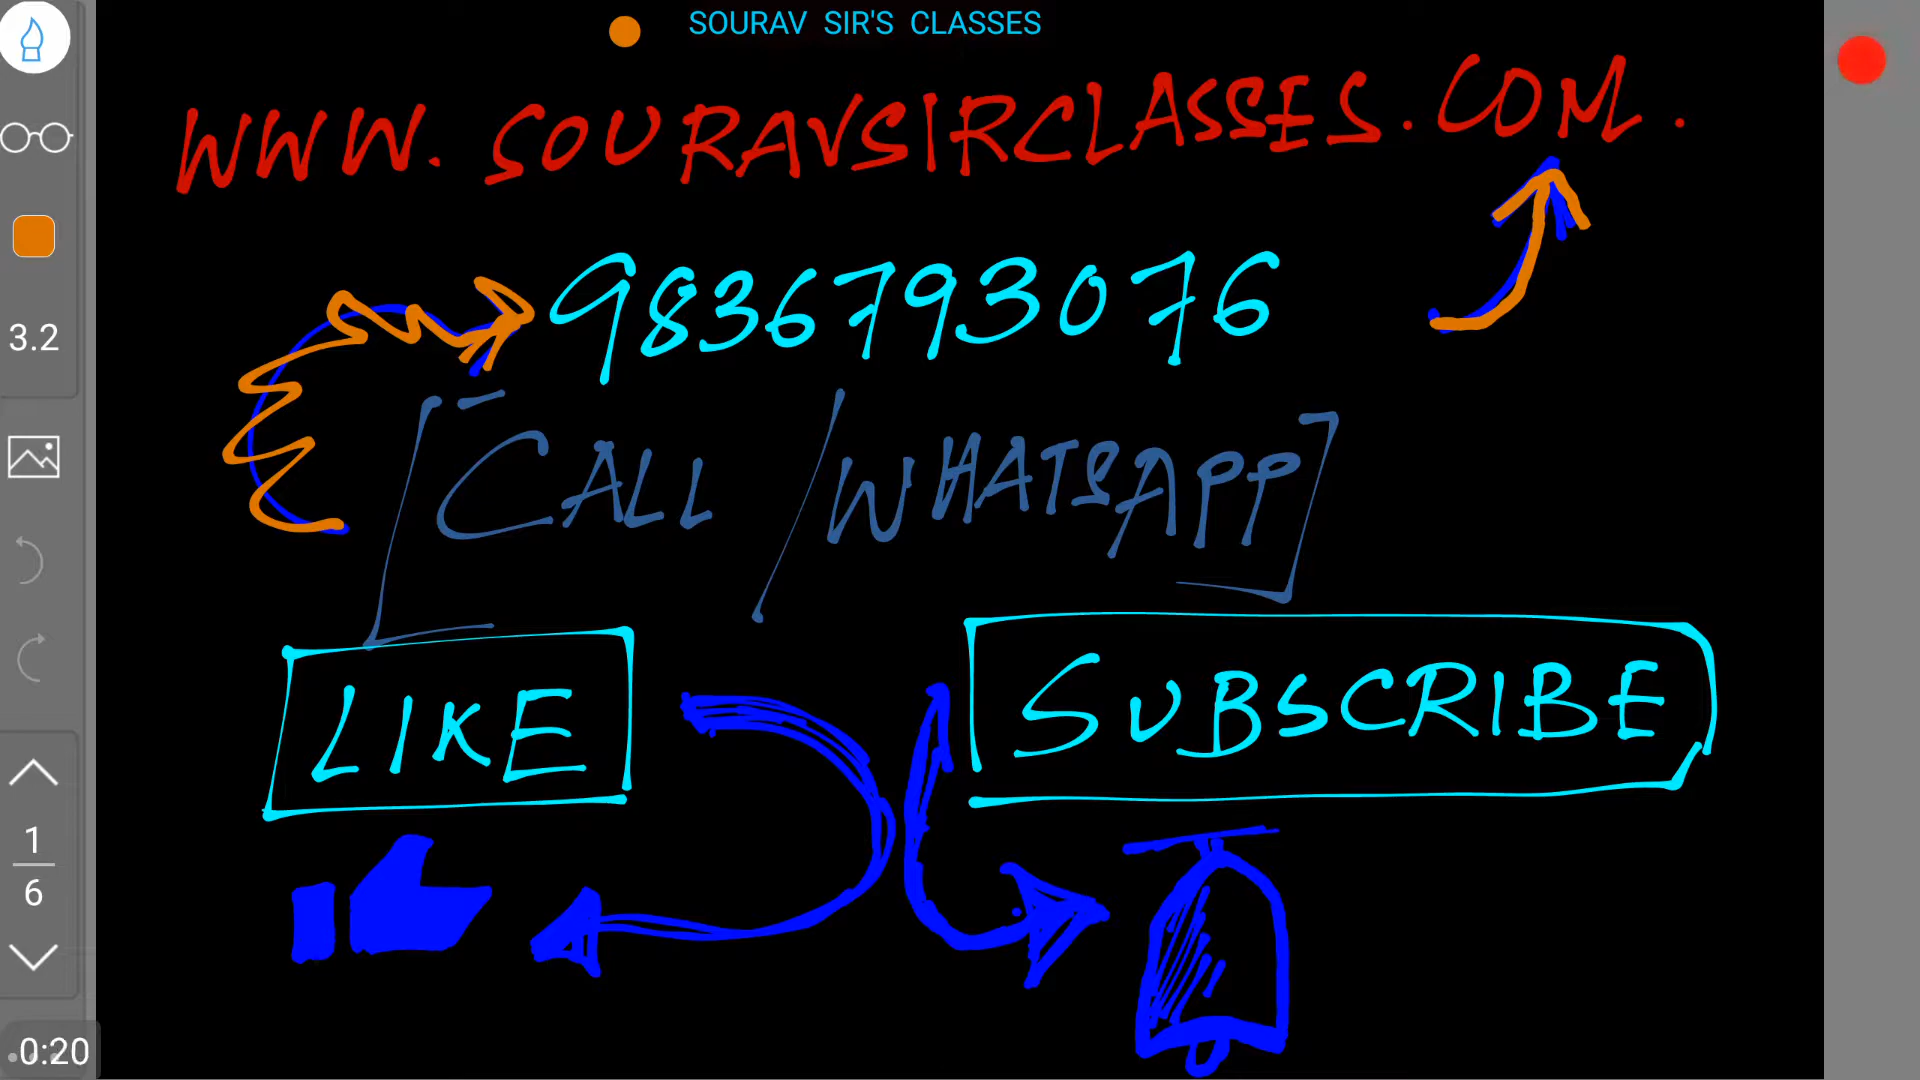 SOURAV SIR'S CLASSES
WWW.SOURAVSIRCLASSES.COM.
9836793076
[CALL/WHATSAPP]
LIKE
SUBSCRIBE
3.2
1
6
0:20